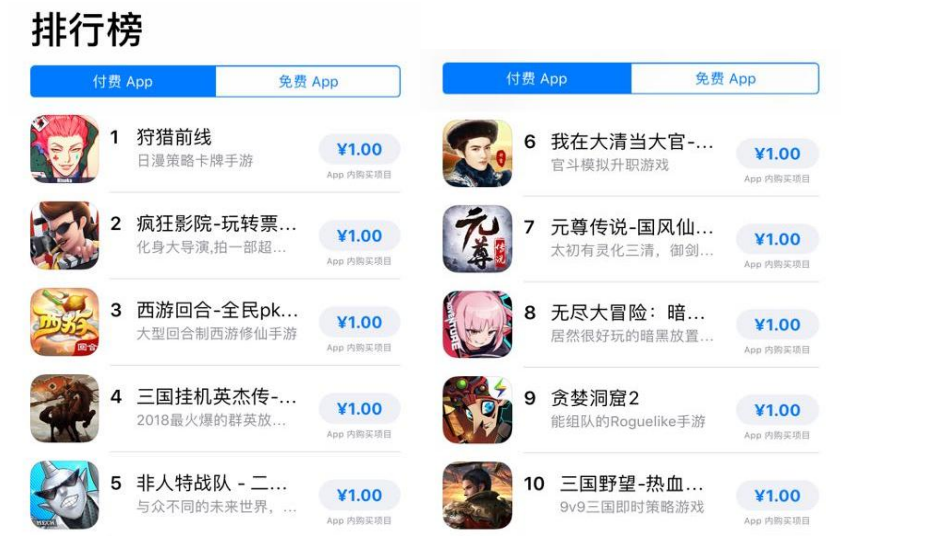 排行榜
付费 App
免费 App
1
狩猎前线
日漫策略卡牌手游
¥1.00
App 内购买项目
2
疯狂影院-玩转票...
化身大导演,拍一部超...
¥1.00
App 内购买项目
3
西游回合-全民pk...
大型回合制西游修仙手游
¥1.00
App 内购买项目
西游
回合
4
三国挂机英杰传-...
2018最火爆的群英放...
¥1.00
App 内购买项目
5
非人特战队 - 二...
与众不同的未来世界，...
¥1.00
App 内购买项目
付费 App
免费 App
6
我在大清当大官-...
官斗模拟升职游戏
¥1.00
App 内购买项目
7
元尊传说-国风仙...
太初有灵化三清，御剑...
¥1.00
App 内购买项目
元尊
传说
8
无尽大冒险：暗...
居然很好玩的暗黑放置...
¥1.00
App 内购买项目
ADVENTURE
9
贪婪洞窟2
能组队的Roguelike手游
¥1.00
App 内购买项目
10
三国野望-热血...
9v9三国即时策略游戏
¥1.00
App 内购买项目